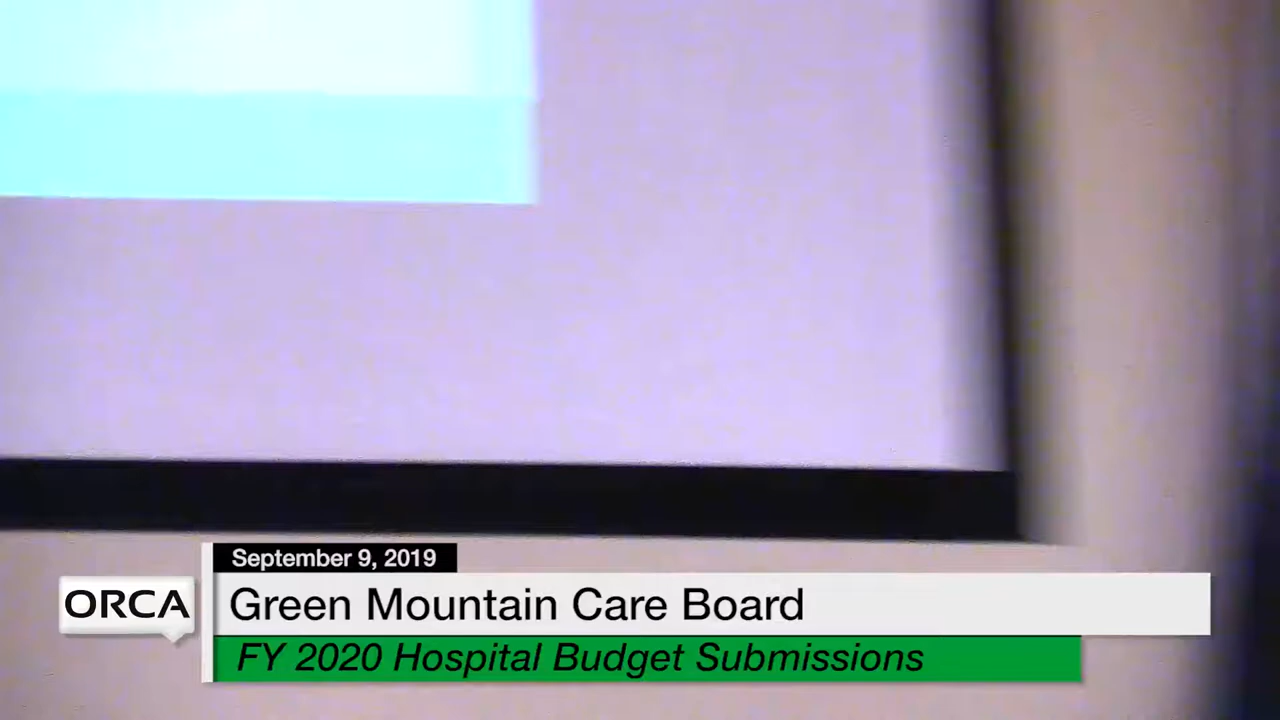 September 9, 2019
ORCA
Green Mountain Care Board
FY 2020 Hospital Budget Submissions